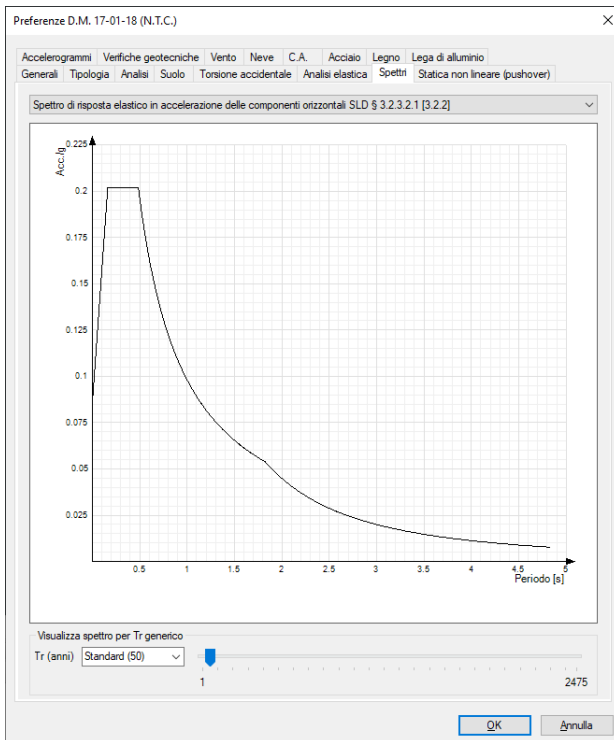 Preferenze D.M. 17-01-18 (N.T.C.)
Accelerogrammi Verifiche geotecniche Vento Neve C.A. Acciaio Legno Lega di alluminio
Generali Tipologia Analisi Suolo Torsione accidentale Analisi elastica Spettri Statica non lineare (pushover)
Spettro di risposta elastico in accelerazione delle componenti orizzontali SLD § 3.2.3.2.1 [3.2.2]
Acc./g
0.225
0.2
0.175
0.15
0.125
0.1
0.075
0.05
0.025
0.5 1 1.5 2 2.5 3 3.5 4 4.5 5
Periodo [s]
Visualizza spettro per Tr generico
Tr (anni) Standard (50)
1 2475
OK Annulla